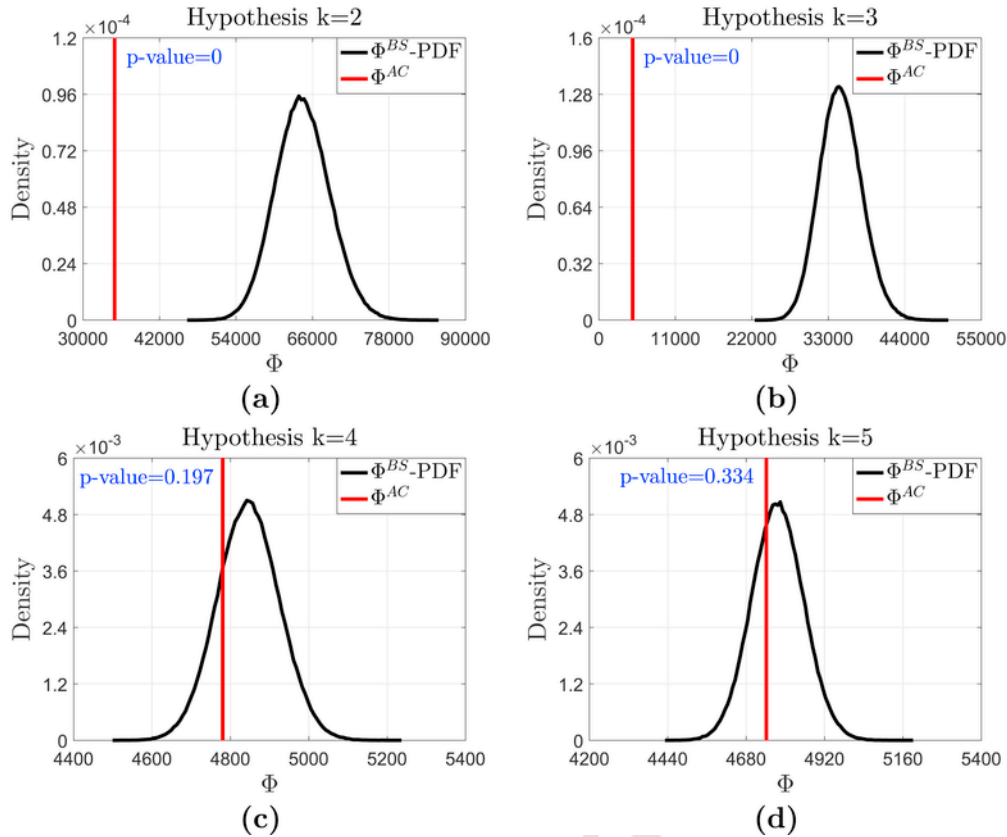 Hypothesis k=2
×10⁻⁴
1.2
0.96
0.72
0.48
0.24
0
Density
p-value=0
Φ^BS-PDF
Φ^AC
30000 42000 54000 66000 78000 90000
Φ
(a)
Hypothesis k=3
×10⁻⁴
1.6
1.28
0.96
0.64
0.32
0
Density
p-value=0
Φ^BS-PDF
Φ^AC
0 11000 22000 33000 44000 55000
Φ
(b)
Hypothesis k=4
×10⁻³
6
4.8
3.6
2.4
1.2
0
Density
p-value=0.197
Φ^BS-PDF
Φ^AC
4400 4600 4800 5000 5200 5400
Φ
(c)
Hypothesis k=5
×10⁻³
6
4.8
3.6
2.4
1.2
0
Density
p-value=0.334
Φ^BS-PDF
Φ^AC
4200 4440 4680 4920 5160 5400
Φ
(d)